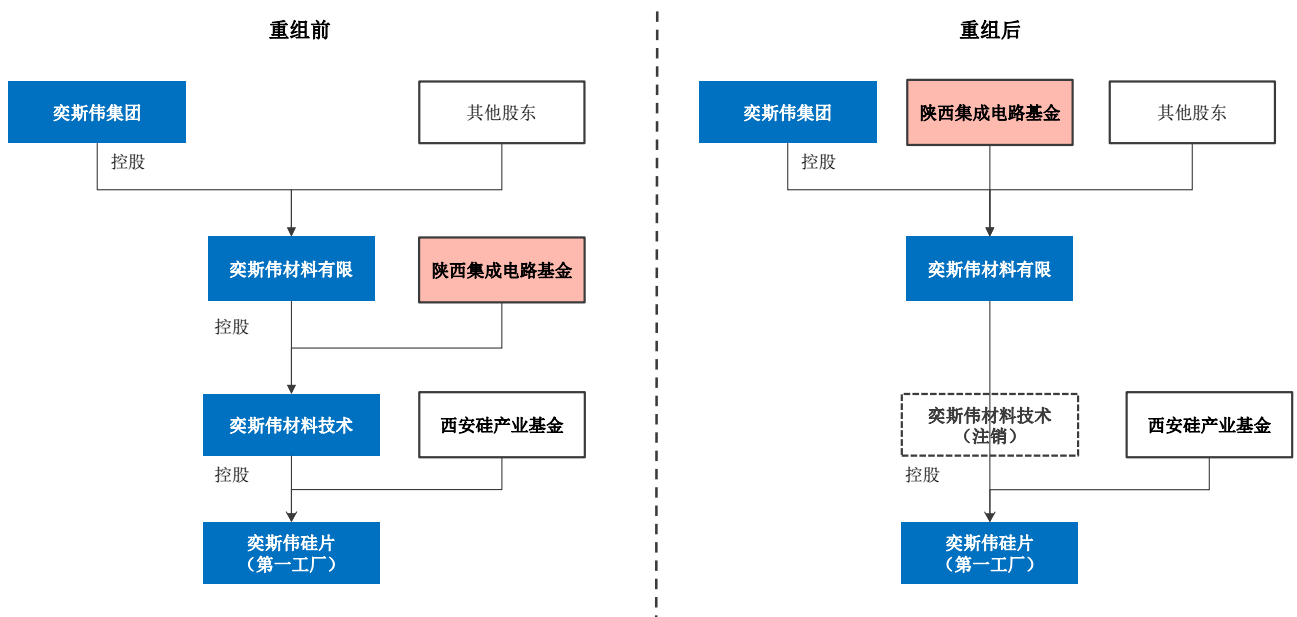 重组前
奕斯伟集团
其他股东
控股
奕斯伟材料有限
陕西集成电路基金
控股
奕斯伟材料技术
西安硅产业基金
控股
奕斯伟硅片
（第一工厂）
重组后
奕斯伟集团
陕西集成电路基金
其他股东
控股
奕斯伟材料有限
奕斯伟材料技术
（注销）
西安硅产业基金
控股
奕斯伟硅片
（第一工厂）